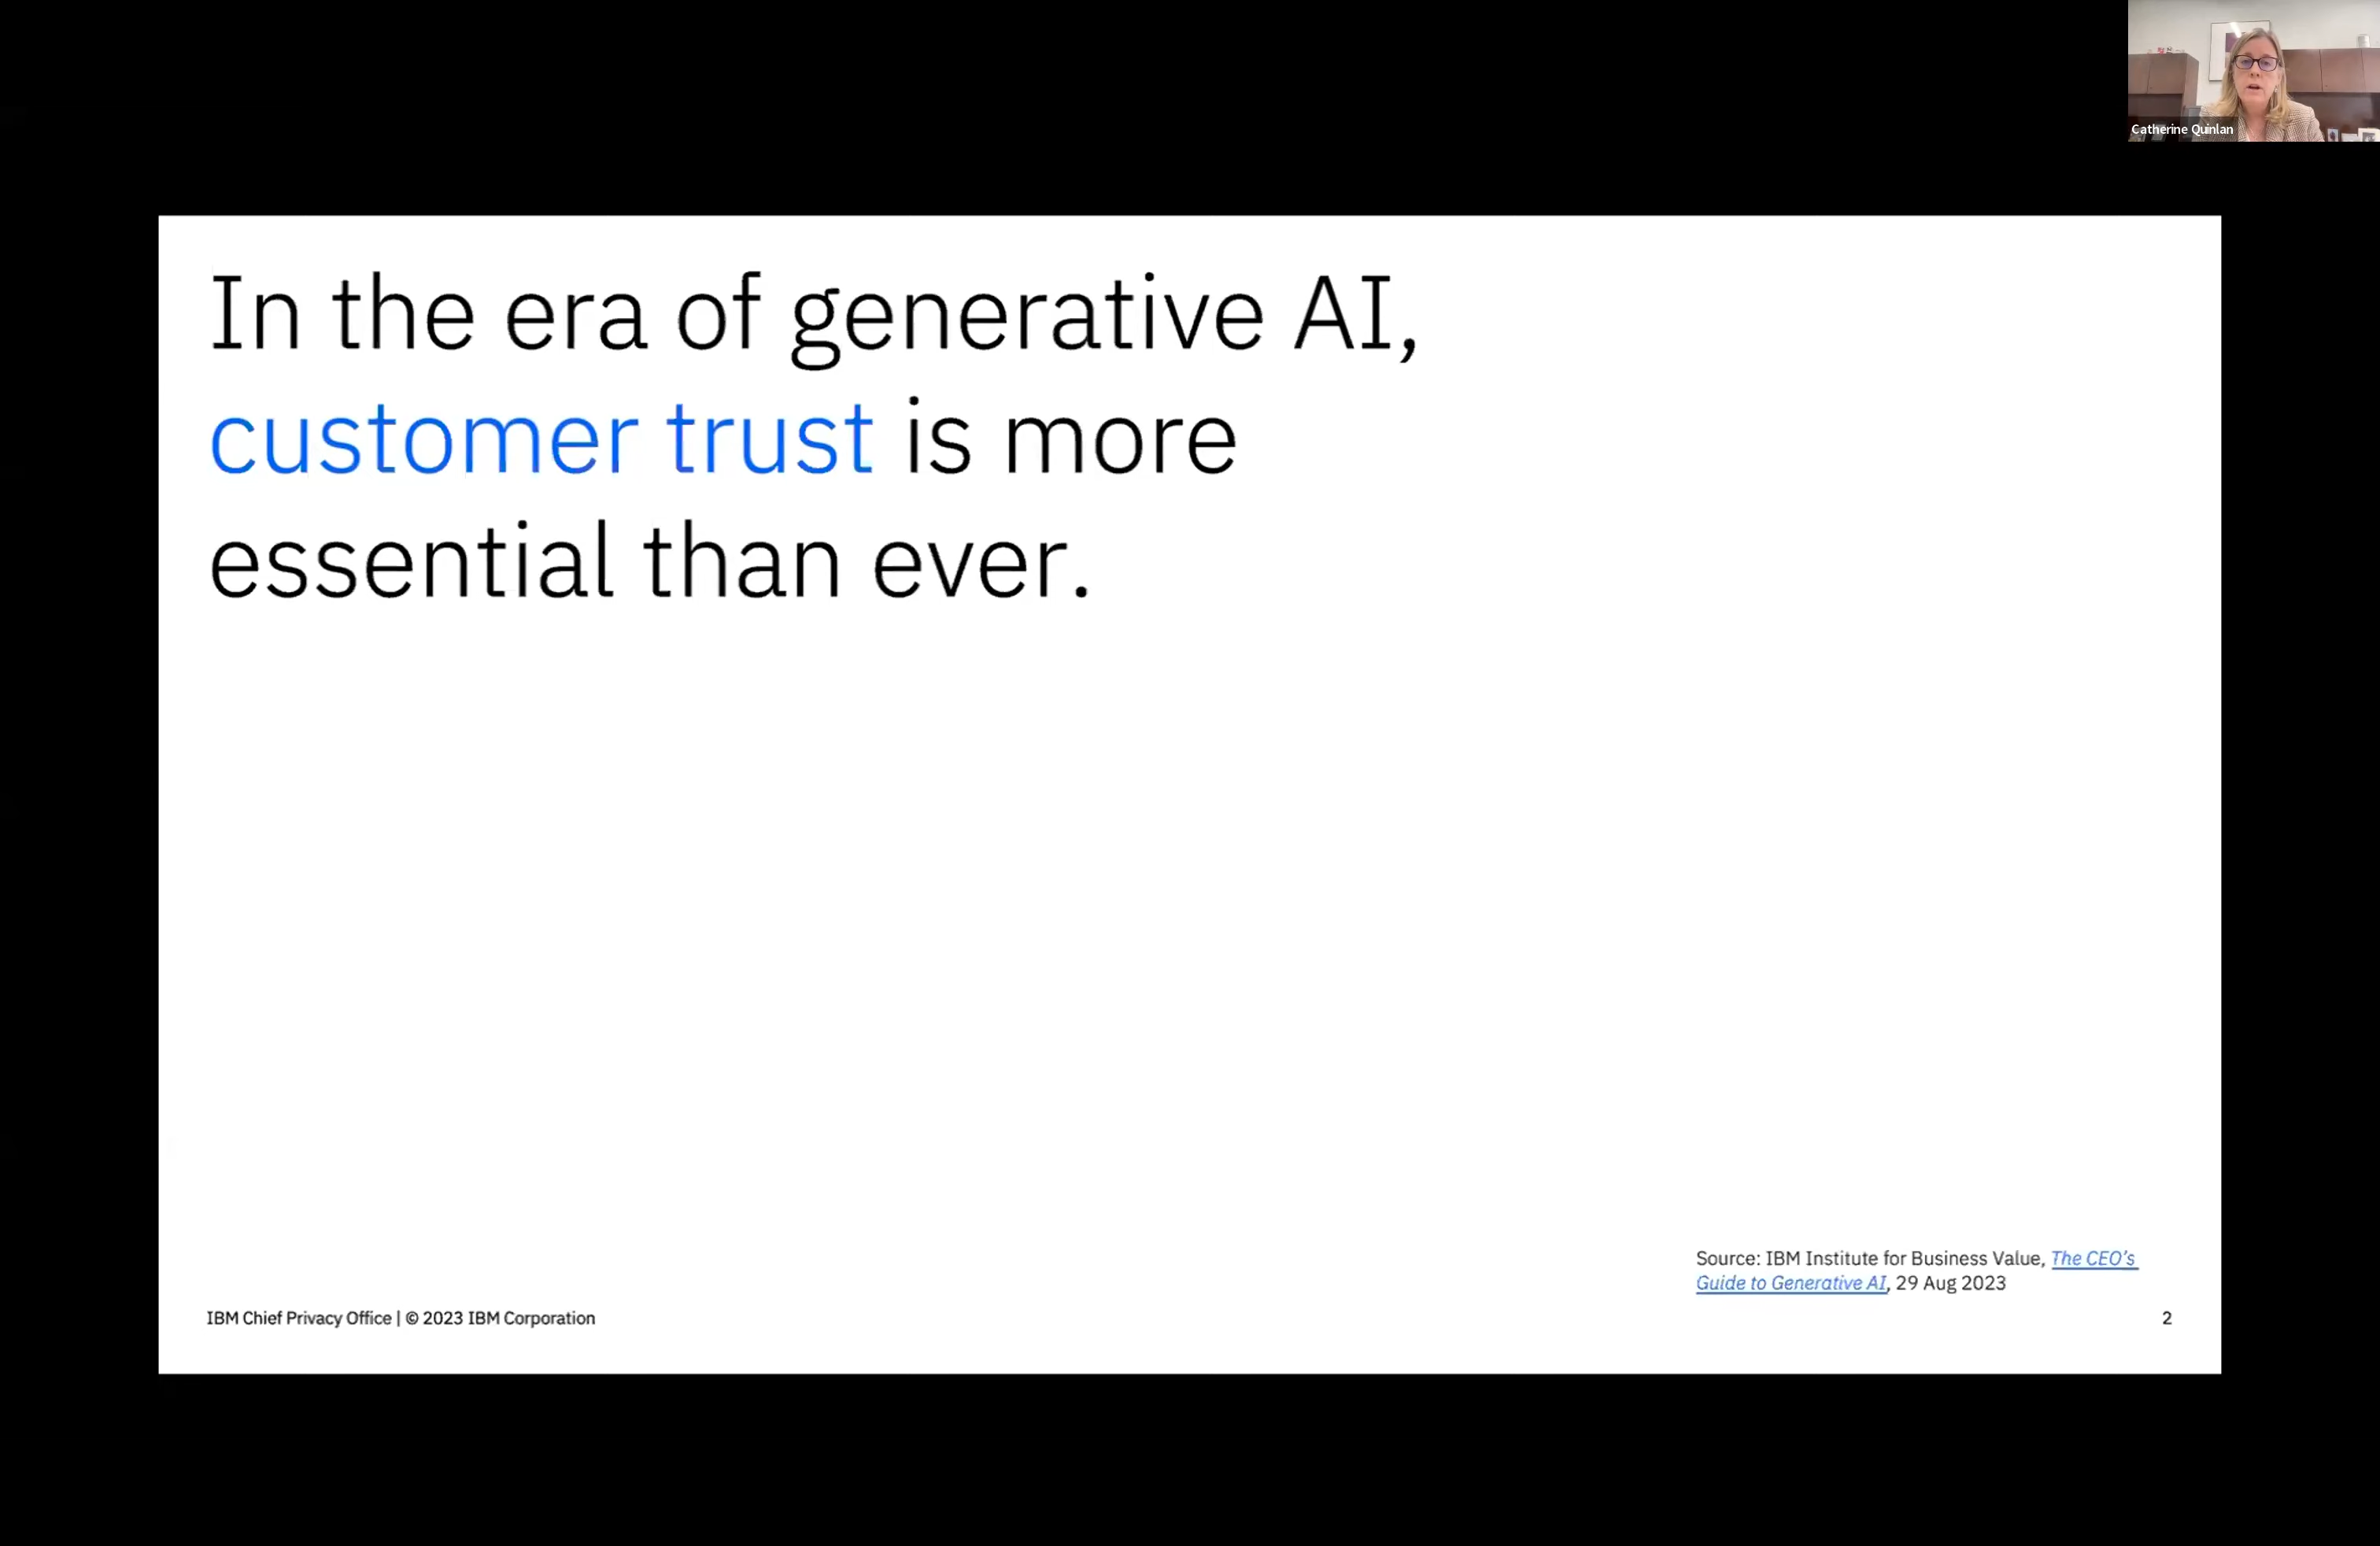 Catherine Quinlan
In the era of generative AI,
customer trust is more
essential than ever.
Source: IBM Institute for Business Value, The CEO's
Guide to Generative AI, 29 Aug 2023
IBM Chief Privacy Office | © 2023 IBM Corporation
2